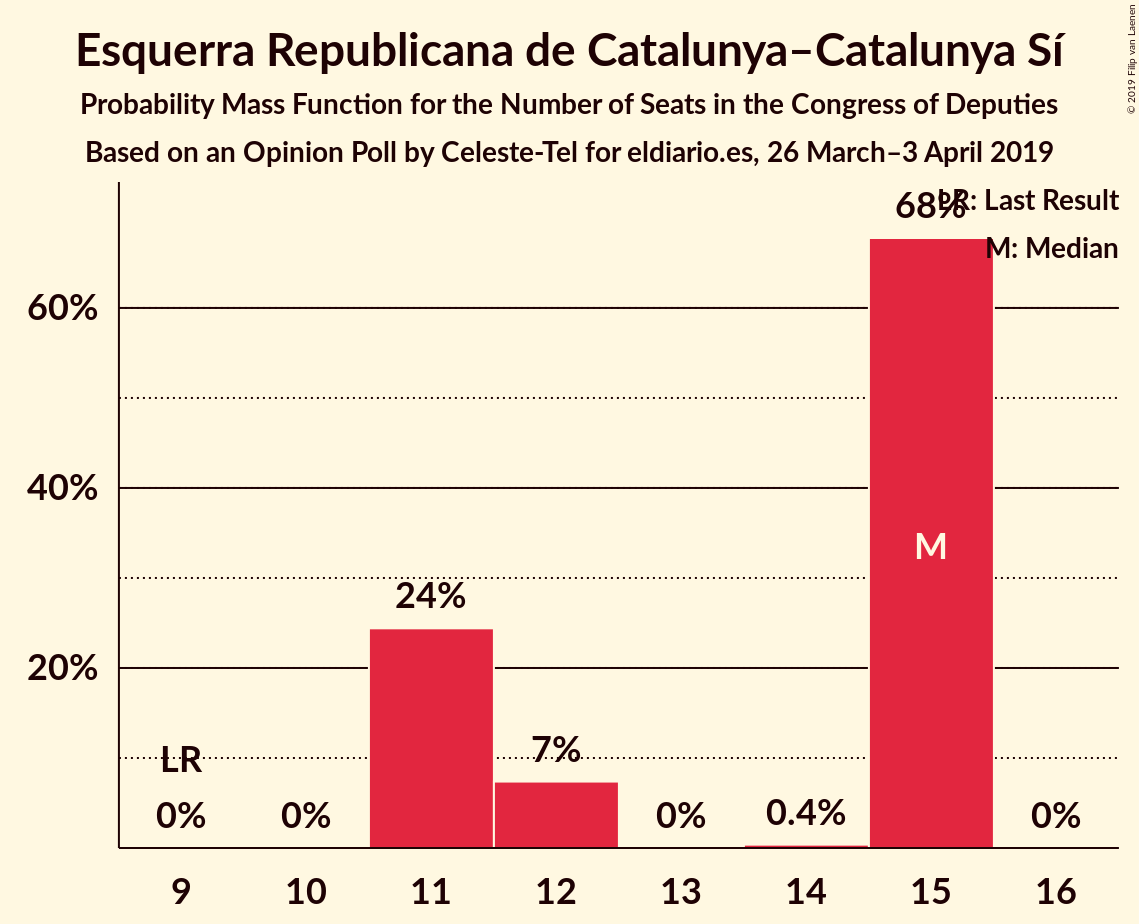 Esquerra Republicana de Catalunya–Catalunya Sí
Probability Mass Function for the Number of Seats in the Congress of Deputies
Based on an Opinion Poll by Celeste-Tel for eldiario.es, 26 March–3 April 2019
© 2019 Filip van Laenen
LR: Last Result
M: Median
60%
40%
20%
LR
0%
0%
24%
7%
0%
0.4%
68%
M
0%
9 10 11 12 13 14 15 16